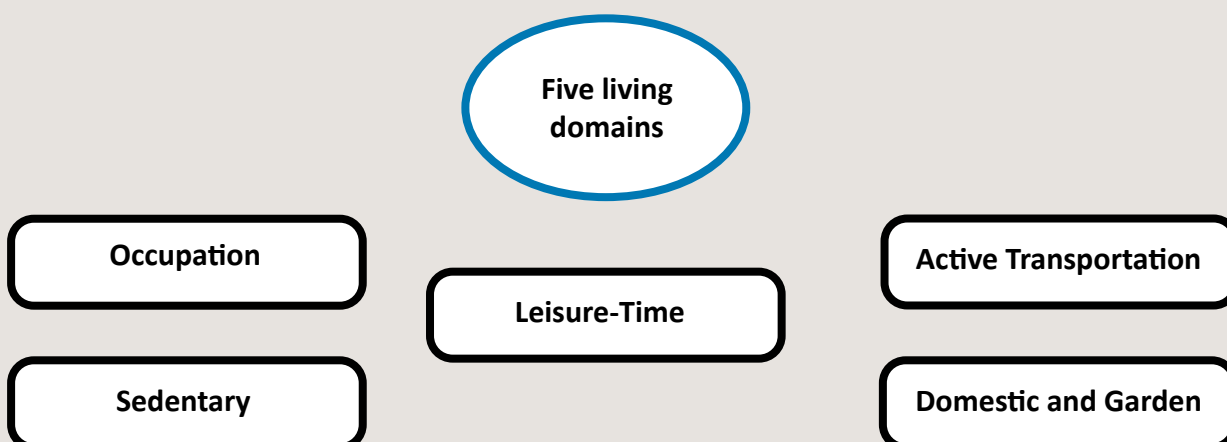 Five living
domains
Occupation
Active Transportation
Leisure-Time
Sedentary
Domestic and Garden